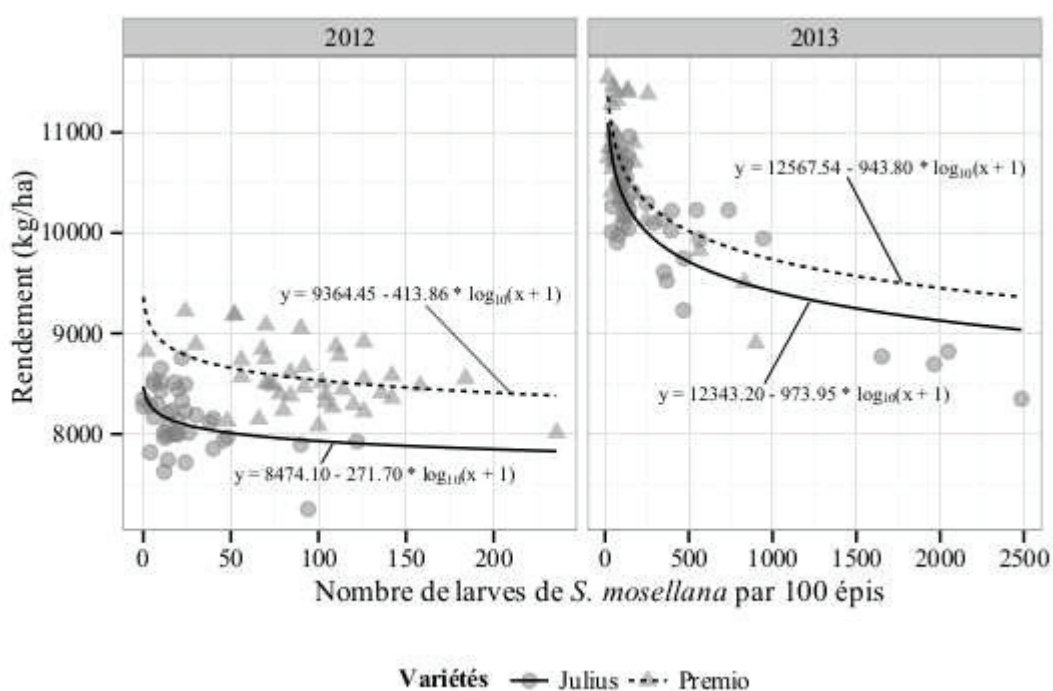 2012
2013
Rendement (kg/ha)
11000
10000
9000
8000
y = 9364.45 - 413.86 * log10(x + 1)
y = 8474.10 - 271.70 * log10(x + 1)
y = 12567.54 - 943.80 * log10(x + 1)
y = 12343.20 - 973.95 * log10(x + 1)
0 50 100 150 200
0 500 1000 1500 2000 2500
Nombre de larves de S. mosellana par 100 épis
Variétés Julius Premio